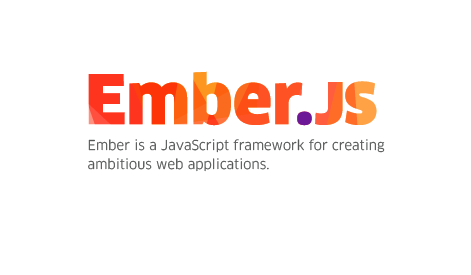 Ember.JS
Ember is a JavaScript framework for creating
ambitious web applications.